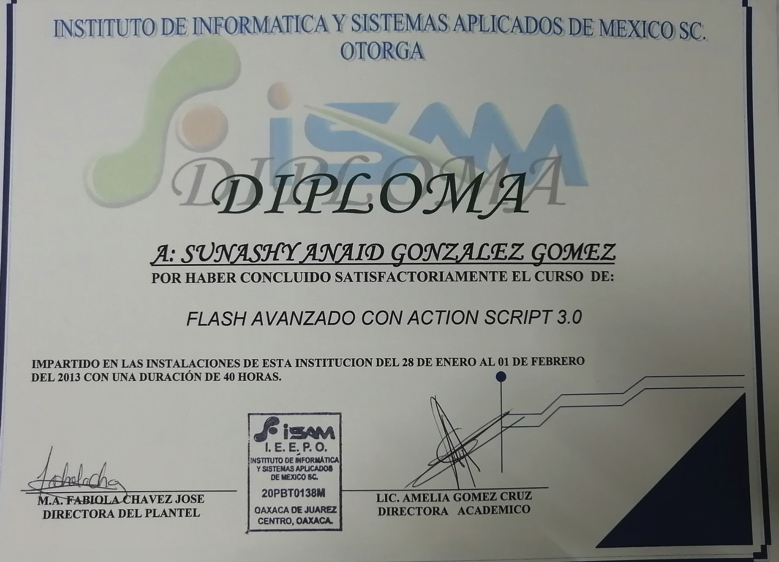 INSTITUTO DE INFORMATICA Y SISTEMAS APLICADOS DE MEXICO SC.
OTORGA
iSAM
DIPLOMA
A: SUNASHY ANAID GONZALEZ GOMEZ
POR HABER CONCLUIDO SATISFACTORIAMENTE EL CURSO DE:
FLASH AVANZADO CON ACTION SCRIPT 3.0
IMPARTIDO EN LAS INSTALACIONES DE ESTA INSTITUCION DEL 28 DE ENERO AL 01 DE FEBRERO
DEL 2013 CON UNA DURACIÓN DE 40 HORAS.
M.A. FABIOLA CHAVEZ JOSE
DIRECTORA DEL PLANTEL
iSAM
I.E.E.P.O.
INSTITUTO DE INFORMÁTICA
Y SISTEMAS APLICADOS
DE MEXICO SC.
20PBT0138M
OAXACA DE JUAREZ
CENTRO, OAXACA.
LIC. AMELIA GOMEZ CRUZ
DIRECTORA ACADEMICO